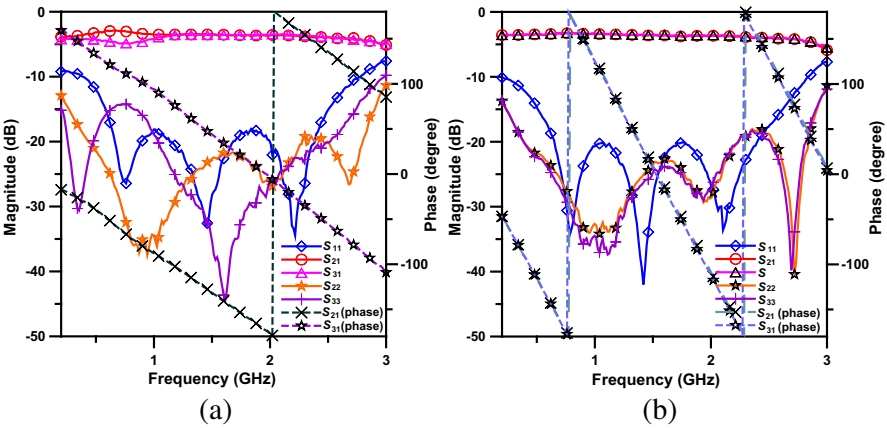 0
-10
-20
-30
-40
-50
Magnitude (dB)
1 2 3
Frequency (GHz)
100
0
-100
Phase (degree)
S11
S21
S31
S22
S33
S21 (phase)
S31 (phase)
(a)
0
-10
-20
-30
-40
-50
Magnitude (dB)
1 2 3
Frequency (GHz)
100
0
-100
Phase (degree)
S11
S21
S
S22
S33
S21 (phase)
S31 (phase)
(b)